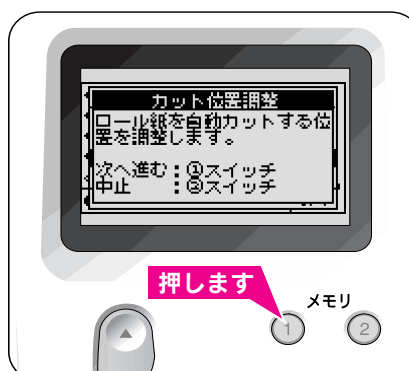 カット位置調整
ロール紙を自動カットする位
置を調整します。
次へ進む:①スイッチ
中止　　:③スイッチ
押します
メモリ
1 2